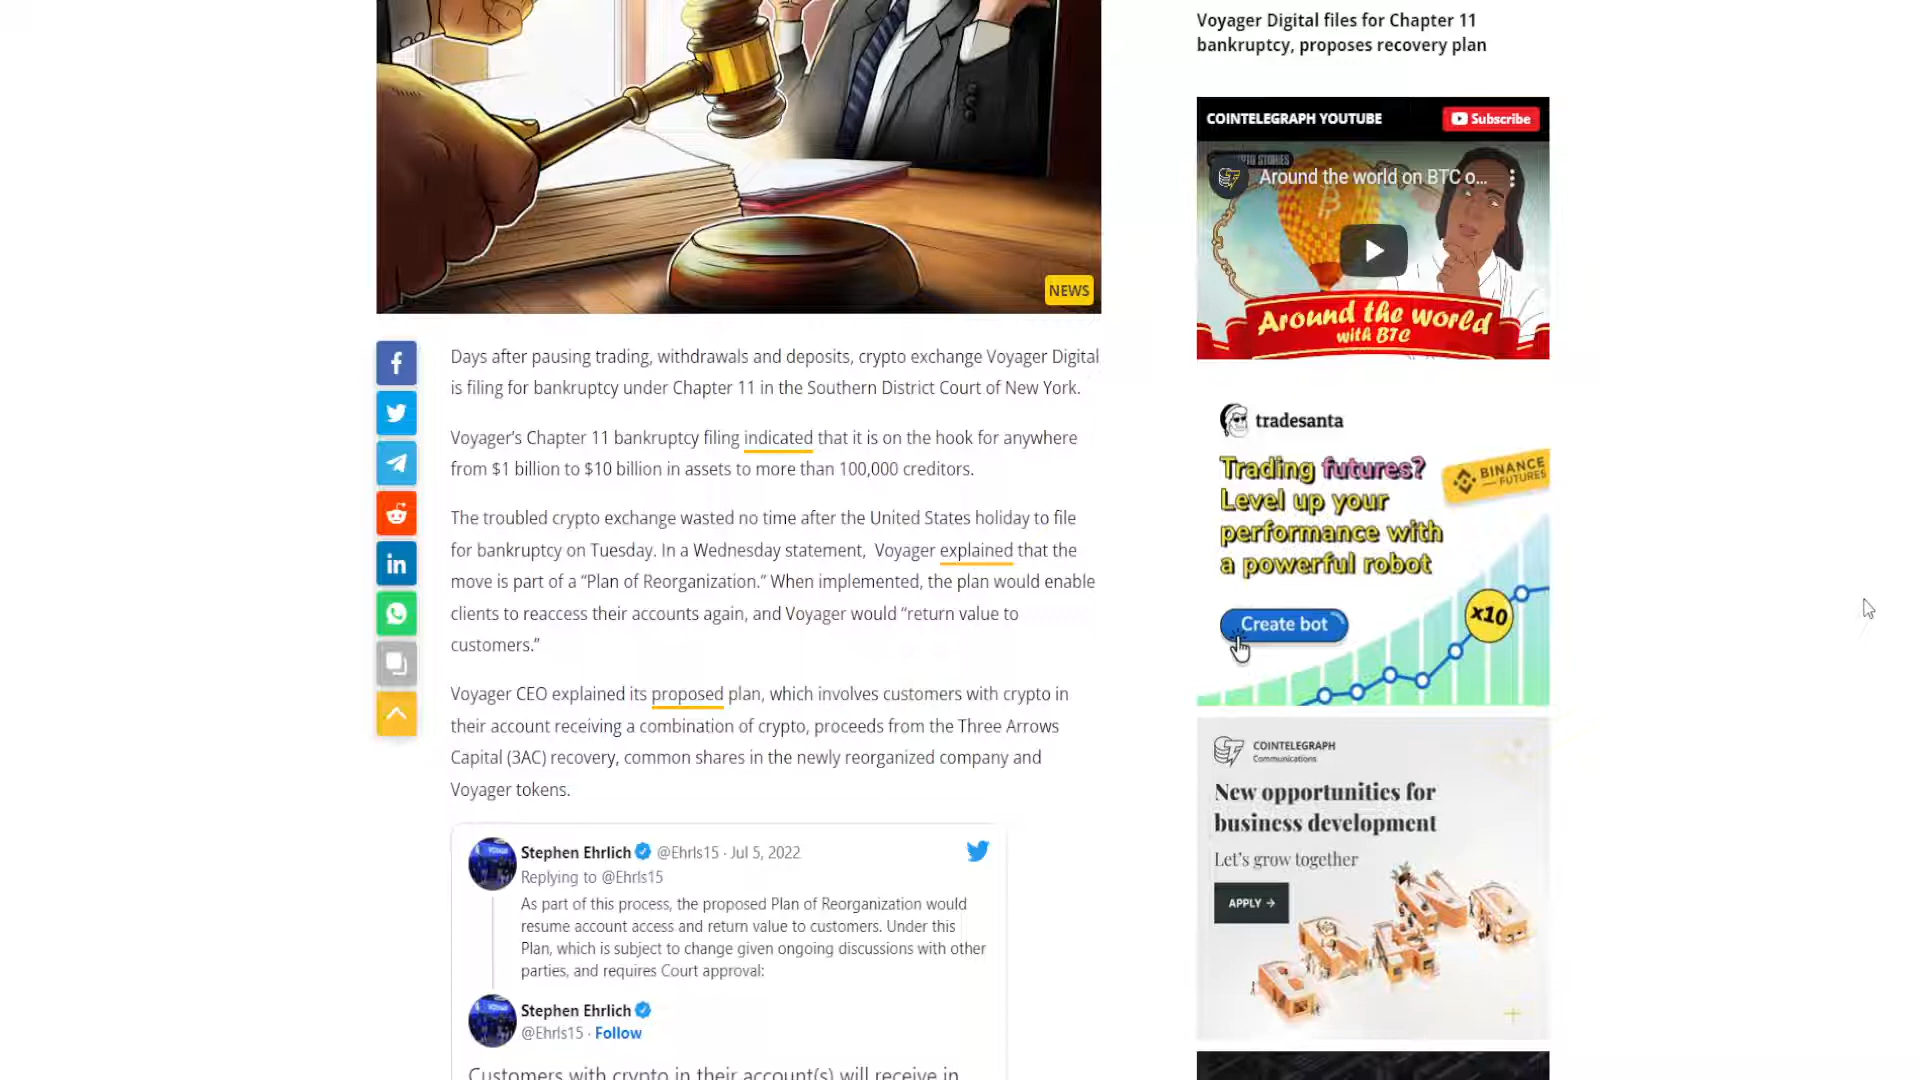 NEWS
Days after pausing trading, withdrawals and deposits, crypto exchange Voyager Digital
is filing for bankruptcy under Chapter 11 in the Southern District Court of New York.
Voyager’s Chapter 11 bankruptcy filing indicated that it is on the hook for anywhere
from $1 billion to $10 billion in assets to more than 100,000 creditors.
The troubled crypto exchange wasted no time after the United States holiday to file
for bankruptcy on Tuesday. In a Wednesday statement, Voyager explained that the
move is part of a “Plan of Reorganization.” When implemented, the plan would enable
clients to reaccess their accounts again, and Voyager would “return value to
customers.”
Voyager CEO explained its proposed plan, which involves customers with crypto in
their account receiving a combination of crypto, proceeds from the Three Arrows
Capital (3AC) recovery, common shares in the newly reorganized company and
Voyager tokens.
Stephen Ehrlich @Ehrls15 · Jul 5, 2022
Replying to @Ehrls15
As part of this process, the proposed Plan of Reorganization would
resume account access and return value to customers. Under this
Plan, which is subject to change given ongoing discussions with other
parties, and requires Court approval:
Stephen Ehrlich
@Ehrls15 · Follow
Customers with crypto in their account(s) will receive in
Voyager Digital files for Chapter 11
bankruptcy, proposes recovery plan
COINTELEGRAPH YOUTUBE
Subscribe
STORIES
Around the world on BTC o...
Around the world
with BTC
tradesanta
Trading futures?
Level up your
performance with
a powerful robot
BINANCE
FUTURES
Create bot
x10
COINTELEGRAPH
Communications
New opportunities for
business development
Let’s grow together
APPLY →